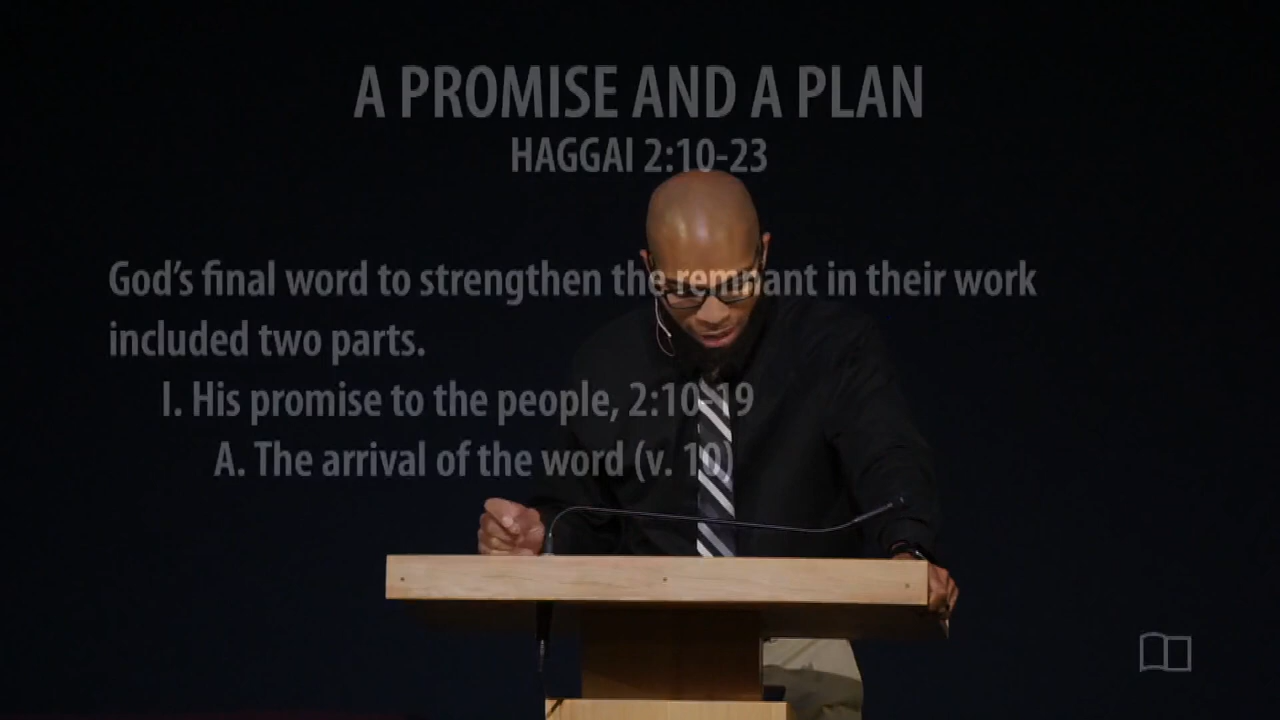 A PROMISE AND A PLAN
HAGGAI 2:10-23
God's final word to strengthen the remnant in their work
included two parts.
I. His promise to the people, 2:10-19
A. The arrival of the word (v. 10)